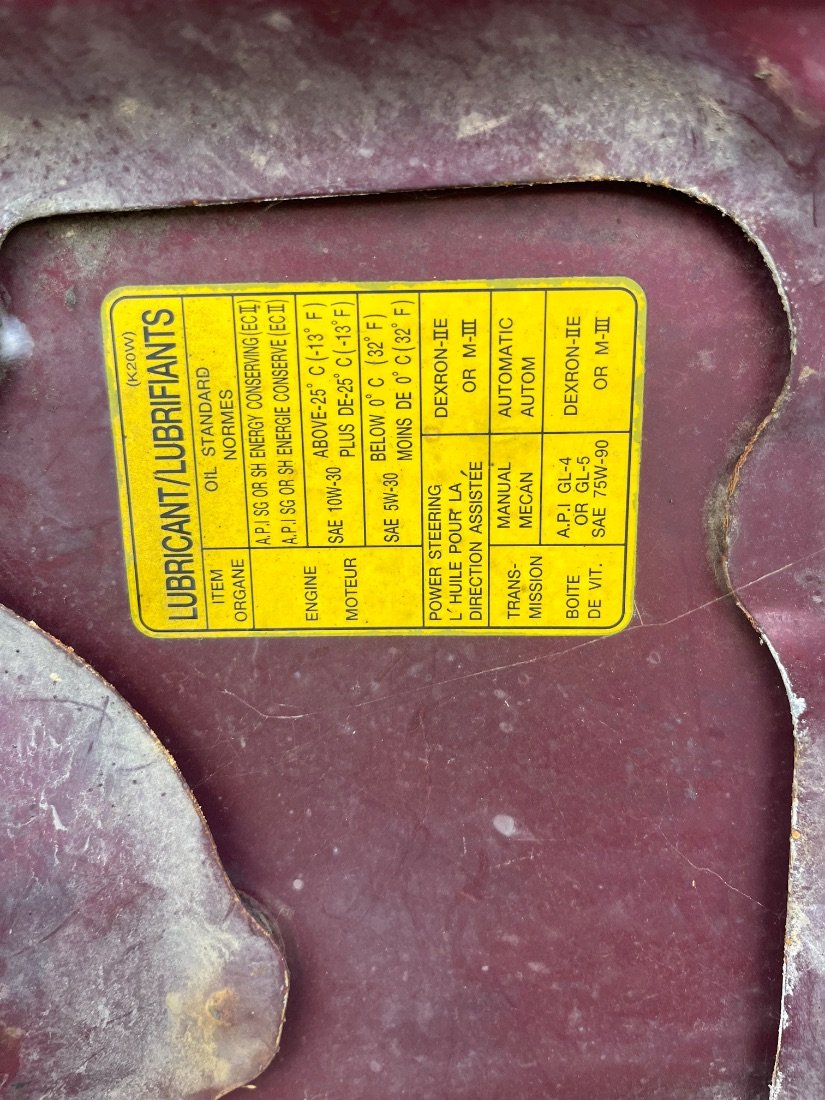 (K20W)
LUBRICANT/LUBRIFIANTS
ITEM
ORGANE
OIL STANDARD
NORMES
ENGINE
MOTEUR
A.P.I SG OR SH ENERGY CONSERVING (EC II)
A.P.I SG OR SH ENERGIE CONSERVE (EC II)
SAE 10W-30 ABOVE-25° C (-13° F)
PLUS DE-25° C (-13° F)
SAE 5W-30 BELOW 0° C (32° F)
MOINS DE 0° C (32° F)
POWER STEERING
L'HUILE POUR LA
DIRECTION ASSISTÉE
DEXRON-IIE
OR M-III
TRANS-
MISSION
BOITE
DE VIT.
MANUAL
MECAN
AUTOMATIC
AUTOM
A.P.I GL-4
OR GL-5
SAE 75W-90
DEXRON-IIE
OR M-III